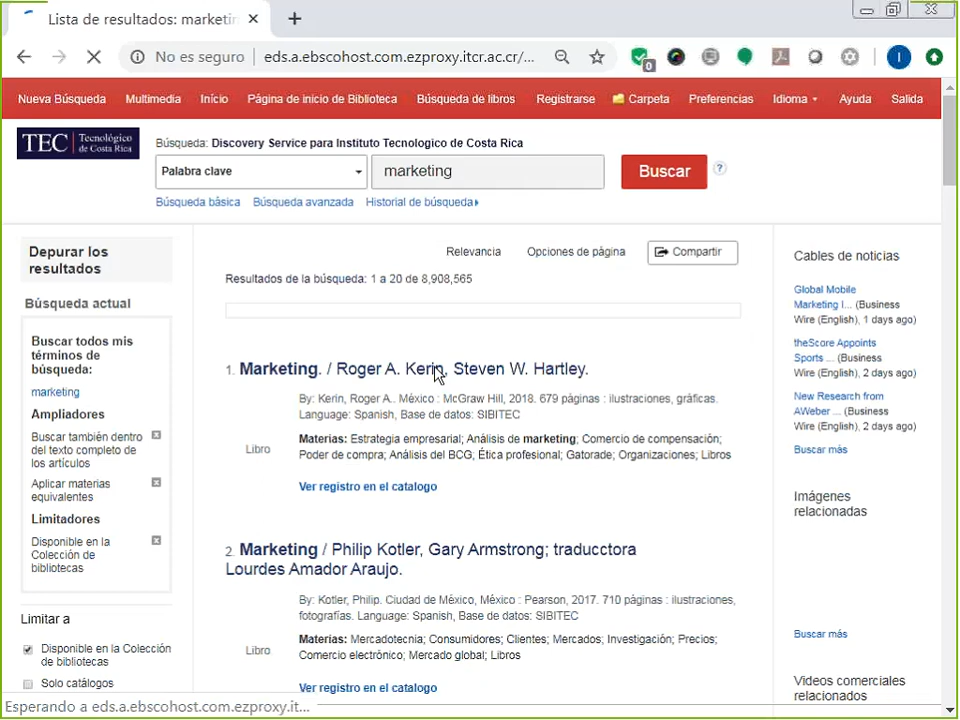 Lista de resultados: marketin
No es seguro
eds.a.ebscohost.com.ezproxy.itcr.ac.cr/...
0
I
Nueva Búsqueda Multimedia Inicio Página de inicio de Biblioteca Búsqueda de libros Registrarse Carpeta Preferencias Idioma Ayuda Salida
TEC Tecnológico
de Costa Rica
Búsqueda: Discovery Service para Instituto Tecnologico de Costa Rica
Palabra clave
marketing
Buscar
?
Búsqueda básica Búsqueda avanzada Historial de búsqueda
Depurar los
resultados
Búsqueda actual
Buscar todos mis
términos de
búsqueda:
marketing
Ampliadores
Buscar también dentro
del texto completo de
los artículos
Aplicar materias
equivalentes
Limitadores
Disponible en la
Colección de
bibliotecas
Limitar a
Disponible en la Colección
de bibliotecas
Solo catálogos
Relevancia Opciones de página Compartir
Resultados de la búsqueda: 1 a 20 de 8,908,565
1. Marketing. / Roger A. Kerin, Steven W. Hartley.
By: Kerin, Roger A.. México : McGraw Hill, 2018. 679 páginas : ilustraciones, gráficas.
Language: Spanish, Base de datos: SIBITEC
Libro
Materias: Estrategia empresarial; Análisis de marketing; Comercio de compensación;
Poder de compra; Análisis del BCG, Ética profesional; Gatorade; Organizaciones; Libros
Ver registro en el catalogo
2. Marketing / Philip Kotler, Gary Armstrong; traducctora
Lourdes Amador Araujo.
By: Kotler, Philip. Ciudad de México, México : Pearson, 2017. 710 páginas : ilustraciones,
fotografías. Language: Spanish, Base de datos: SIBITEC
Libro
Materias: Mercadotecnia; Consumidores; Clientes; Mercados; Investigación; Precios;
Comercio electrónico; Mercado global; Libros
Ver registro en el catalogo
Cables de noticias
Global Mobile
Marketing I... (Business
Wire (English), 1 days ago)
theScore Appoints
Sports ... (Business
Wire (English), 2 days ago)
New Research from
AWeber ... (Business
Wire (English), 2 days ago)
Buscar más
Imágenes
relacionadas
Buscar más
Videos comerciales
relacionados
Esperando a eds.a.ebscohost.com.ezproxy.it...